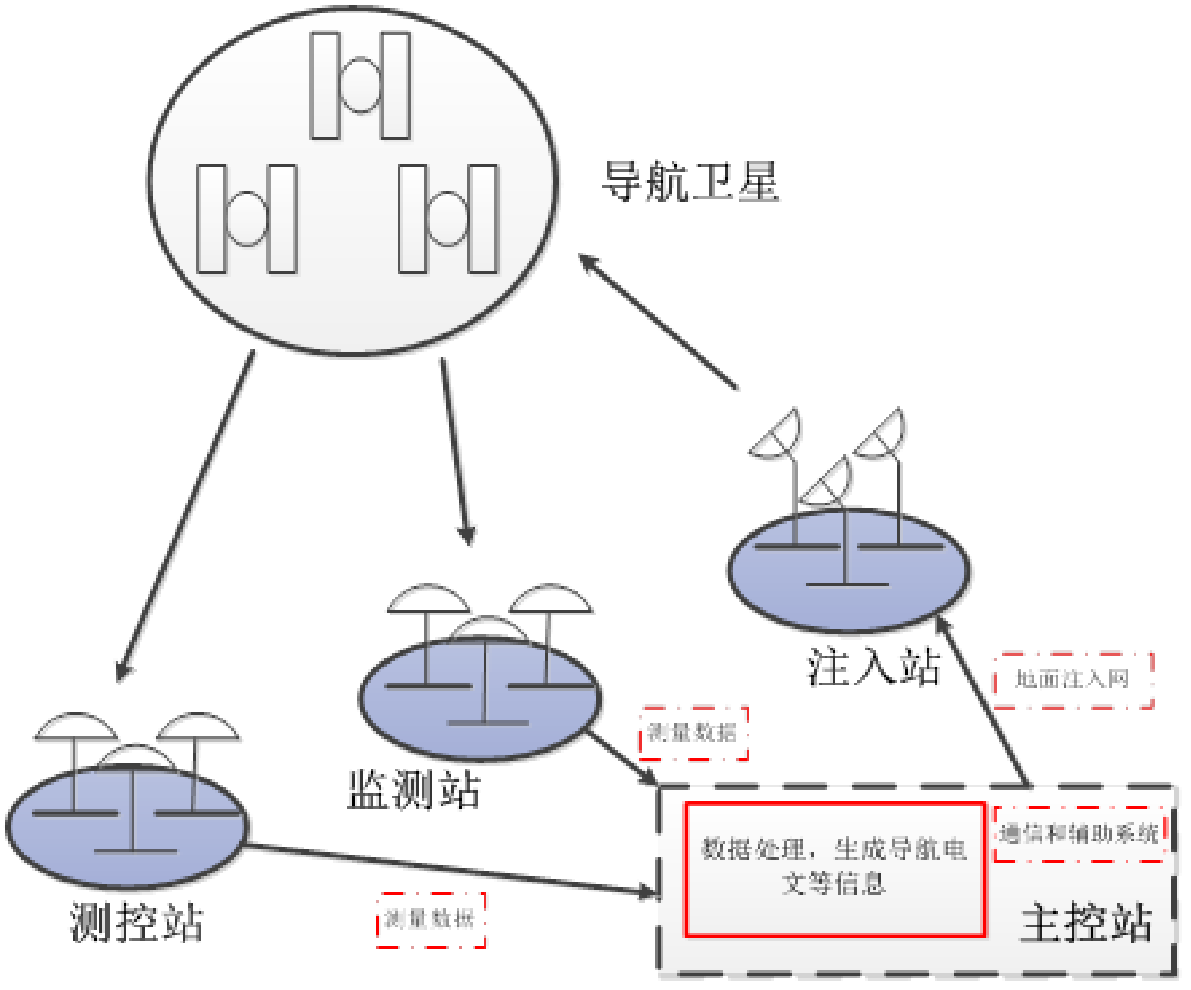 导航卫星
注入站
地面注入网
测量数据
监测站
通信和辅助系统
数据处理，生成导航电
文等信息
测控站
测量数据
主控站